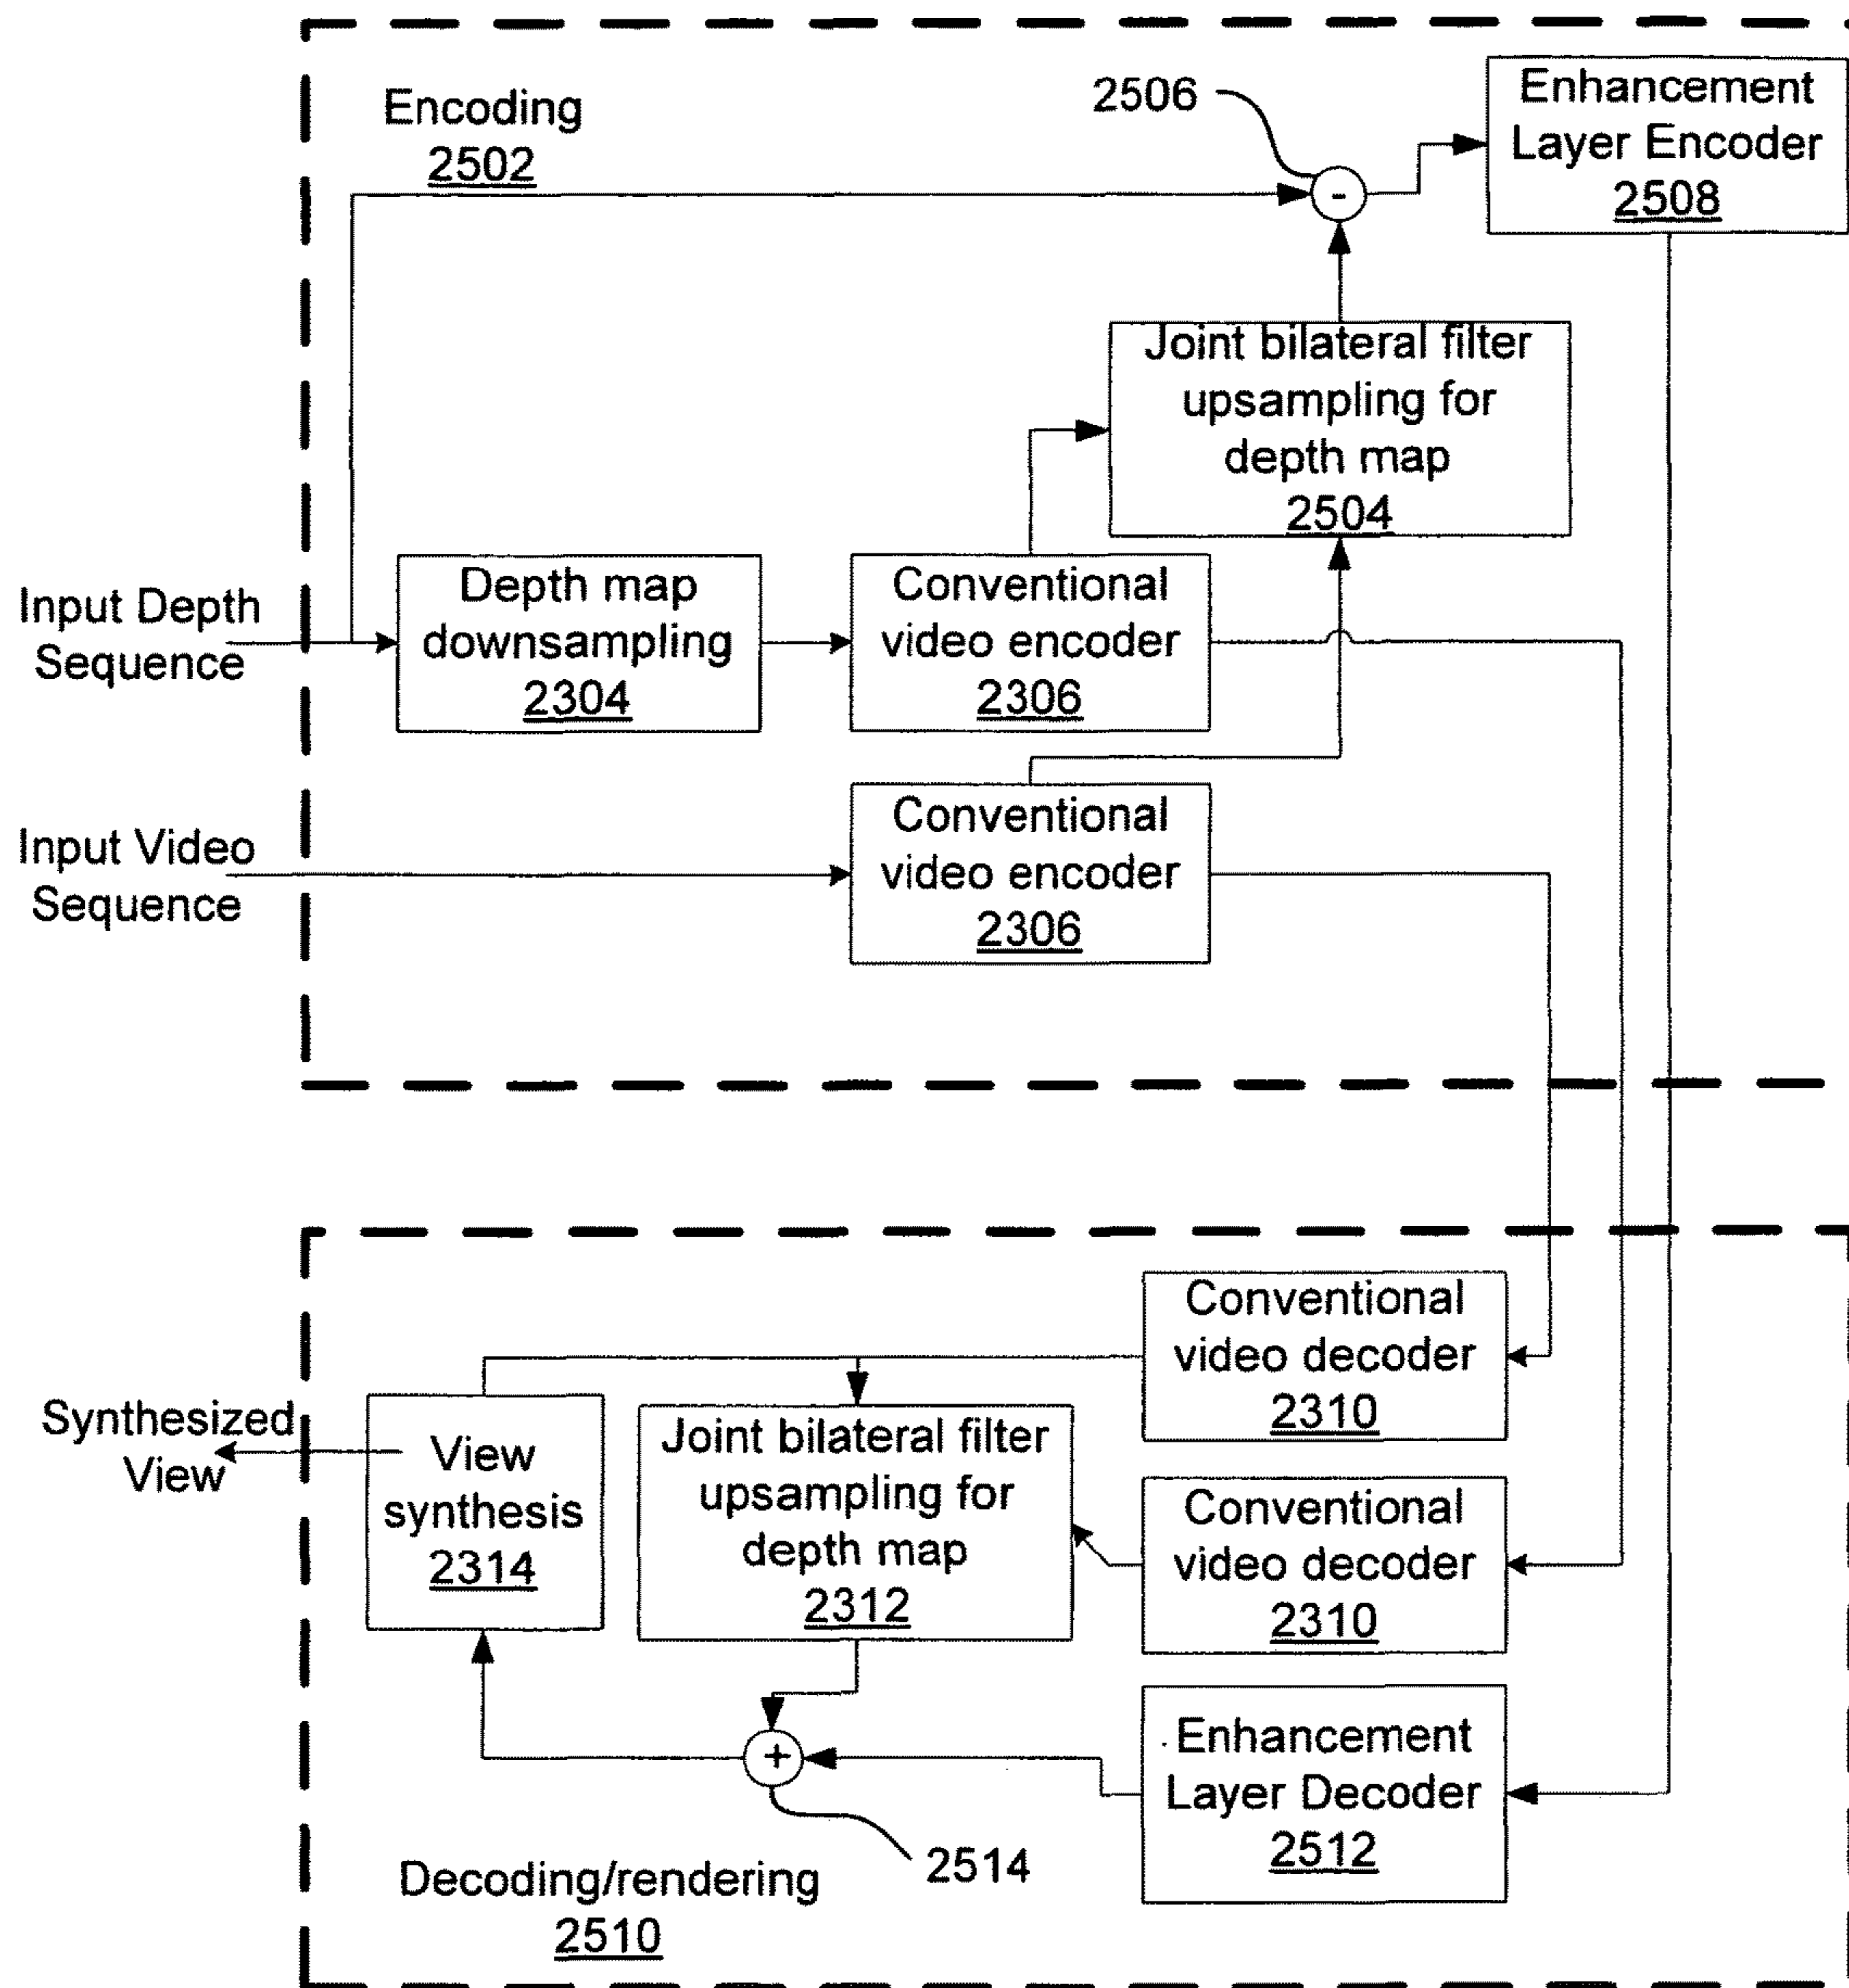 Encoding
2502
2506
Enhancement
Layer Encoder
2508
-
Joint bilateral filter
upsampling for
depth map
2504
Input Depth
Sequence
Depth map
downsampling
2304
Conventional
video encoder
2306
Input Video
Sequence
Conventional
video encoder
2306
Conventional
video decoder
2310
Synthesized
View
View
synthesis
2314
Joint bilateral filter
upsampling for
depth map
2312
Conventional
video decoder
2310
+
Enhancement
Layer Decoder
2512
2514
Decoding/rendering
2510